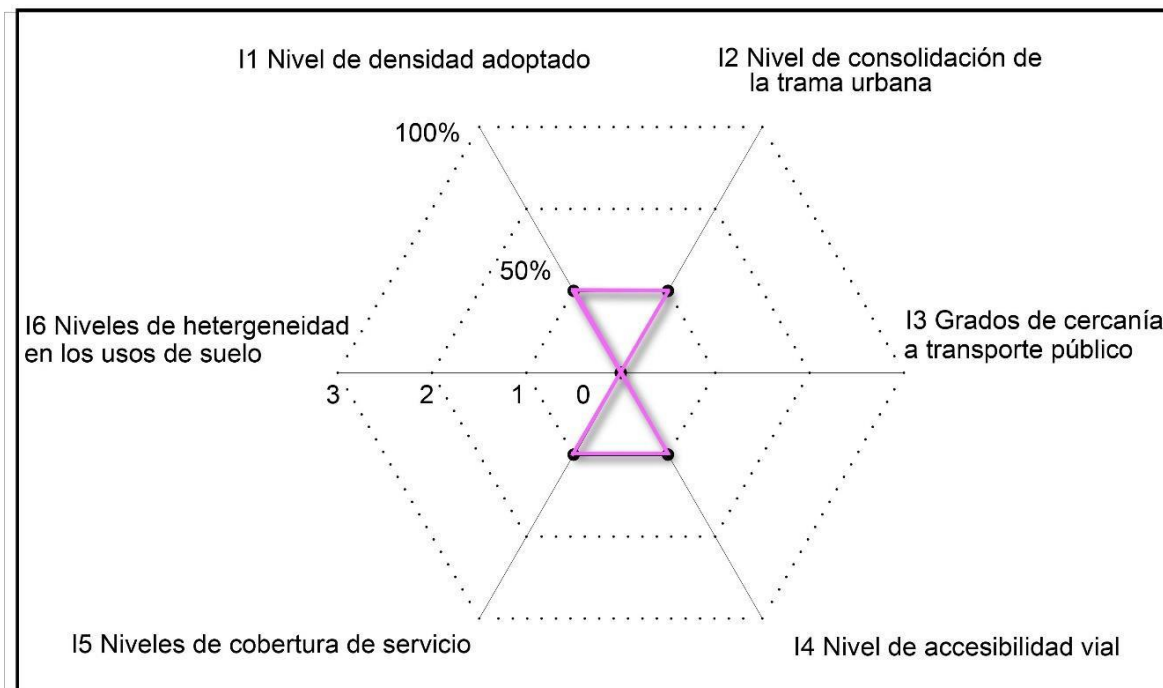 I1 Nivel de densidad adoptado
I2 Nivel de consolidación de
la trama urbana
100%
50%
I6 Niveles de hetergeneidad
en los usos de suelo
I3 Grados de cercanía
a transporte público
3 2 1 0
I5 Niveles de cobertura de servicio
I4 Nivel de accesibilidad vial